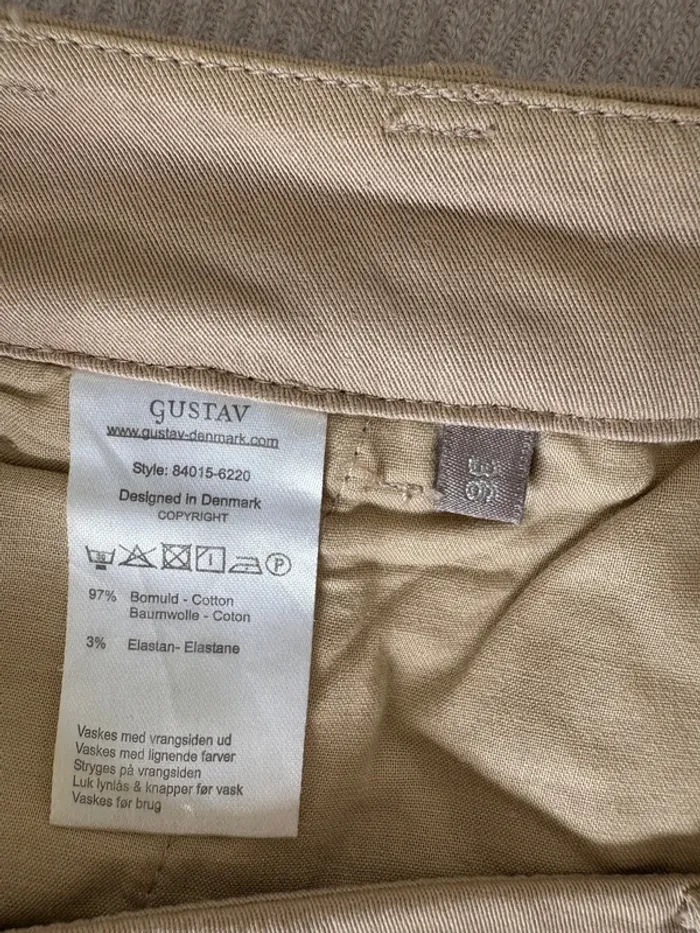 GUSTAV
www.gustav-denmark.com
Style: 84015-6220
Designed in Denmark
COPYRIGHT
P
97% Bomuld - Cotton
Baumwolle - Coton
3% Elastan- Elastane
Vaskes med vrangsiden ud
Vaskes med lignende farver
Stryges på vrangsiden
Luk lynlås & knapper før vask
Vaskes før brug